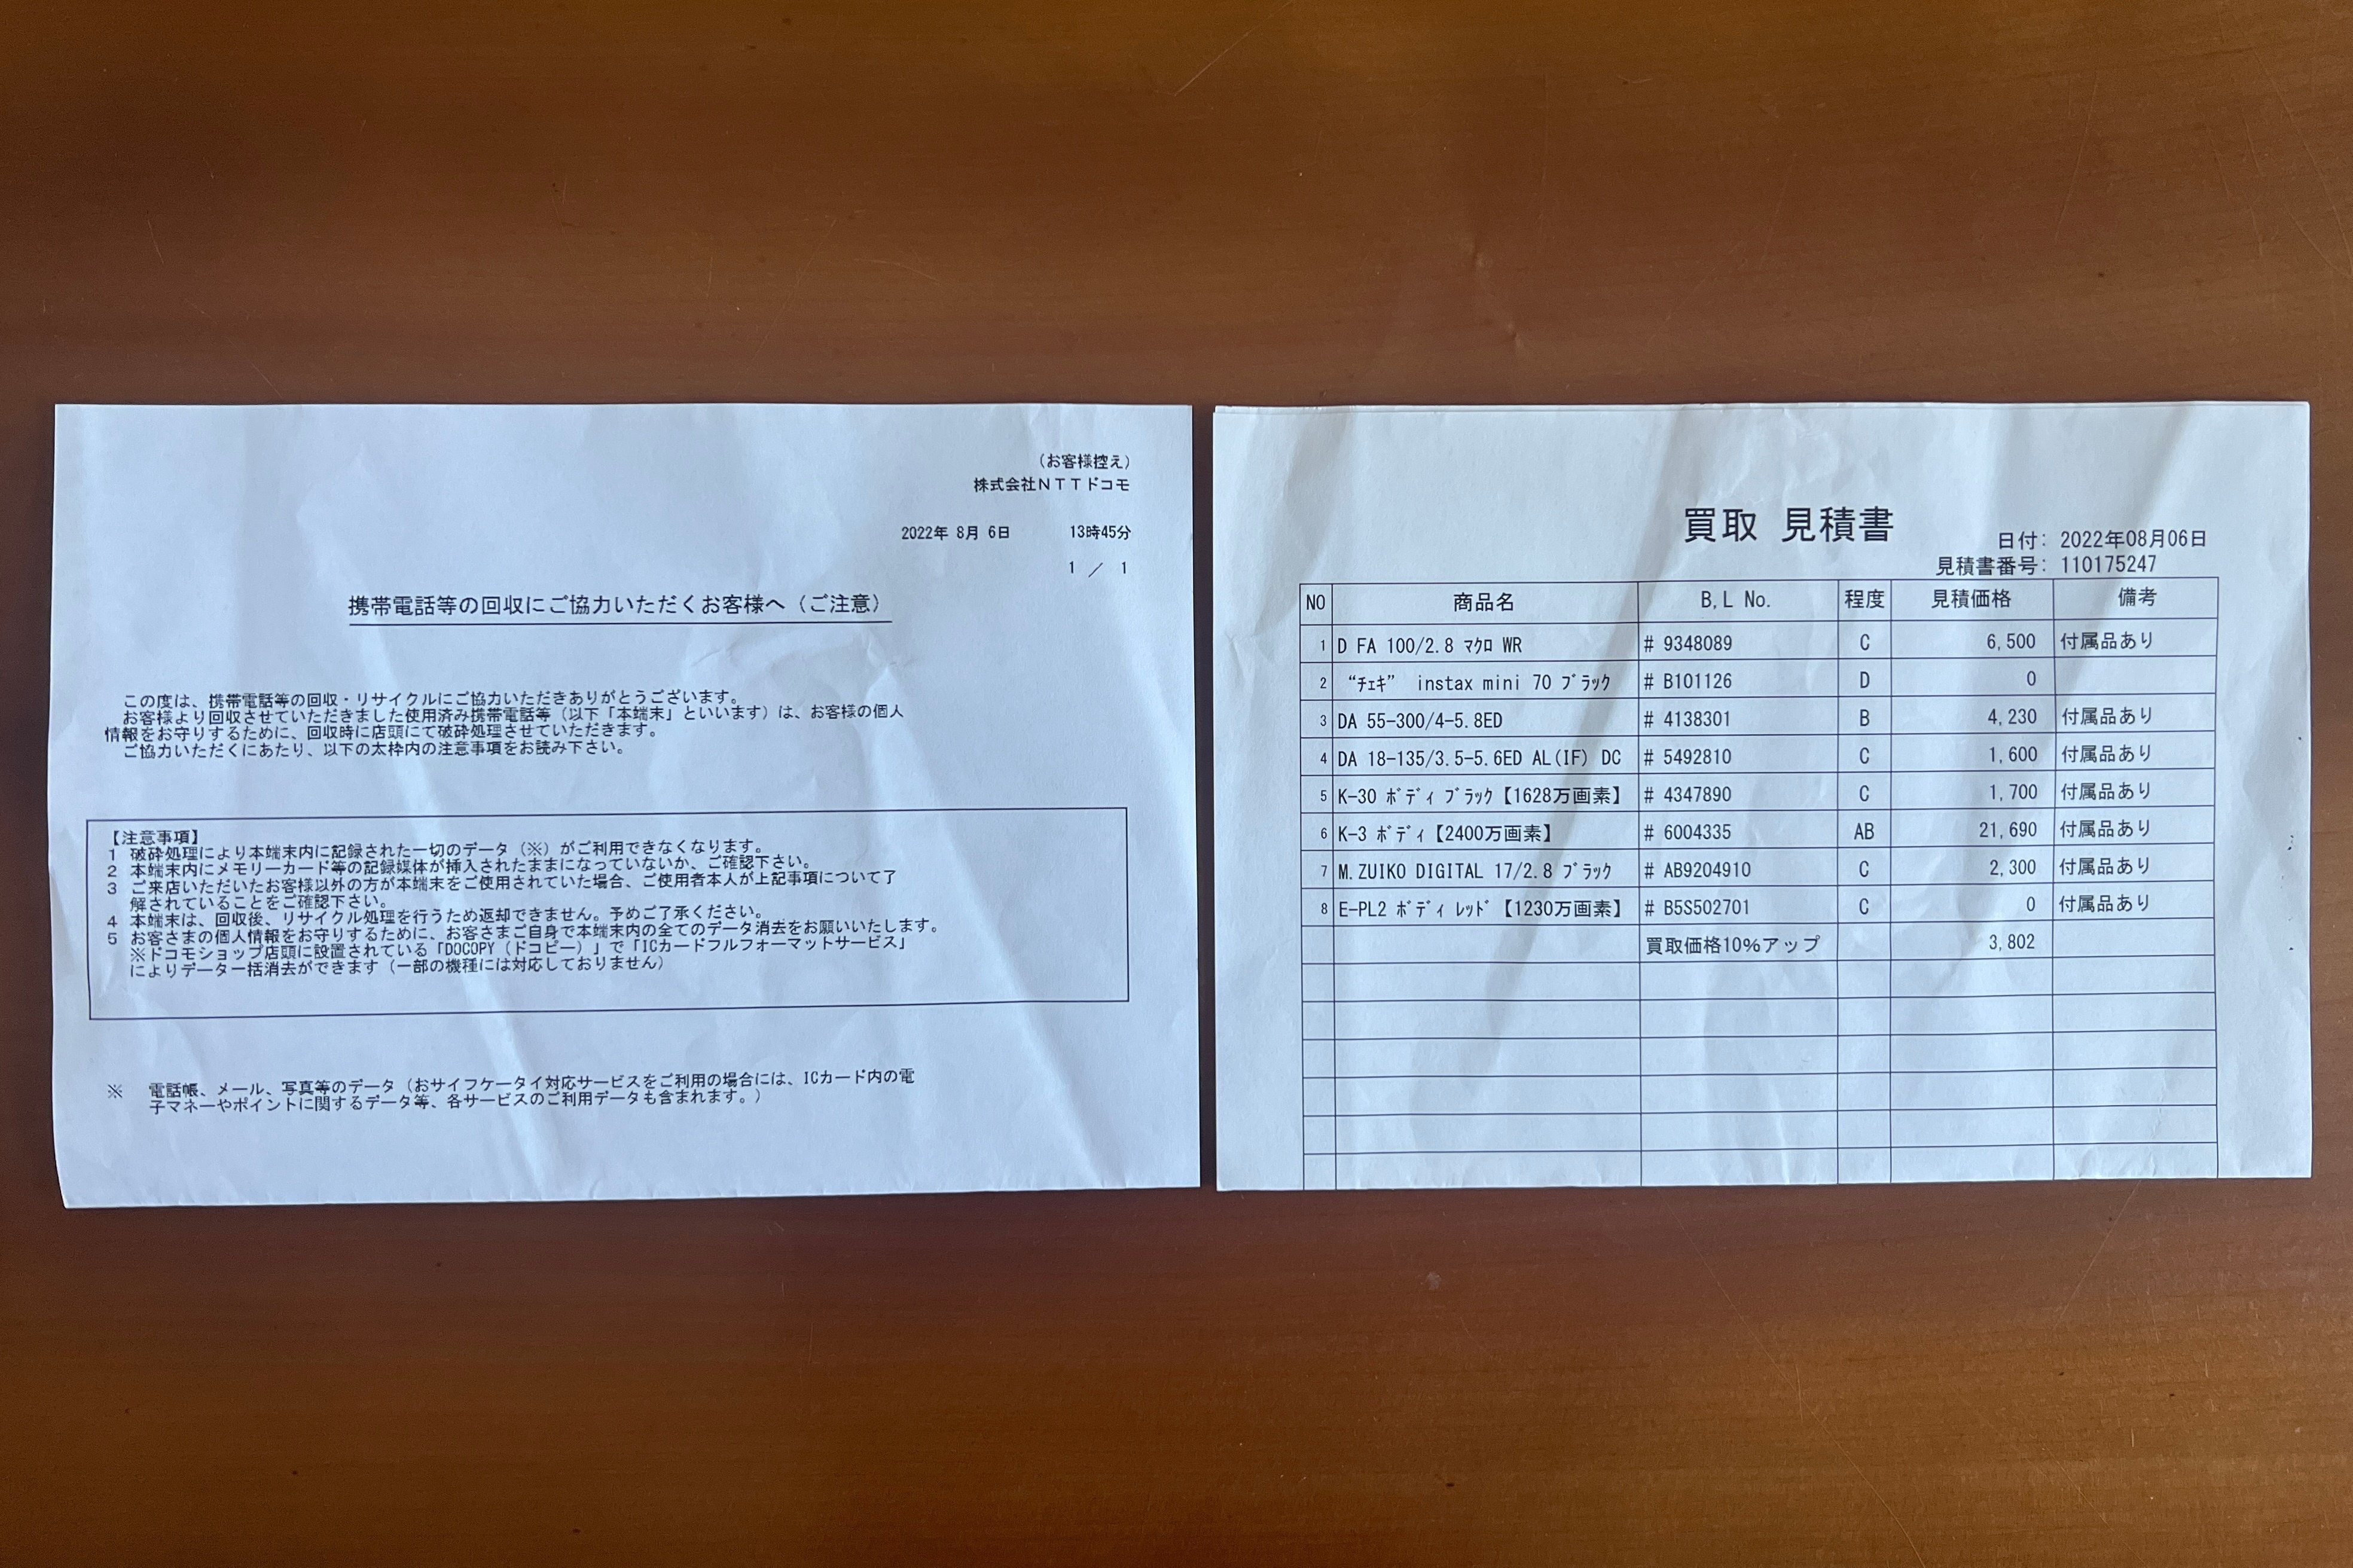 (お客様控え)
株式会社NTTドコモ
2022年 8月 6日 13時45分
1 / 1
携帯電話等の回収にご協力いただくお客様へ(ご注意)
この度は、携帯電話等の回収・リサイクルにご協力いただきありがとうございます。
お客様より回収させていただきました使用済み携帯電話等(以下「本端末」といいます)は、お客様の個人
情報をお守りするために、回収時に店頭にて破砕処理させていただきます。
ご協力いただくにあたり、以下の太枠内の注意事項をお読み下さい。
【注意事項】
1 破砕処理により本端末内に記録された一切のデータ(※)がご利用できなくなります。
2 本端末内にメモリーカード等の記録媒体が挿入されたままになっていないか、ご確認下さい。
3 ご来店いただいたお客様以外の方が本端末をご使用されていた場合、ご使用者本人が上記事項について了
解されていることをご確認下さい。
4 本端末は、回収後、リサイクル処理を行うため返却できません。予めご了承ください。
5 お客さまの個人情報をお守りするために、お客さまご自身で本端末内の全てのデータ消去をお願いいたします。
※ドコモショップ店頭に設置されている「DOCOPY(ドコピー)」で「ICカードフルフォーマットサービス」
によりデータ一括消去ができます(一部の機種には対応しておりません)
※ 電話帳、メール、写真等のデータ(おサイフケータイ対応サービスをご利用の場合には、ICカード内の電
子マネーやポイントに関するデータ等、各サービスのご利用データも含まれます。)
買取 見積書
日付: 2022年08月06日
見積書番号: 110175247
NO 商品名 B,L No. 程度 見積価格 備考
1 D FA 100/2.8 ﾏｸﾛ WR # 9348089 C 6,500 付属品あり
2 “ﾁｪｷ” instax mini 70 ﾌﾞﾗｯｸ # B101126 D 0
3 DA 55-300/4-5.8ED # 4138301 B 4,230 付属品あり
4 DA 18-135/3.5-5.6ED AL(IF) DC # 5492810 C 1,600 付属品あり
5 K-30 ﾎﾞﾃﾞｨ ﾌﾞﾗｯｸ【1628万画素】 # 4347890 C 1,700 付属品あり
6 K-3 ﾎﾞﾃﾞｨ【2400万画素】 # 6004335 AB 21,690 付属品あり
7 M.ZUIKO DIGITAL 17/2.8 ﾌﾞﾗｯｸ # AB9204910 C 2,300 付属品あり
8 E-PL2 ﾎﾞﾃﾞｨ ﾚｯﾄﾞ【1230万画素】 # B5S502701 C 0 付属品あり
買取価格10%アップ 3,802